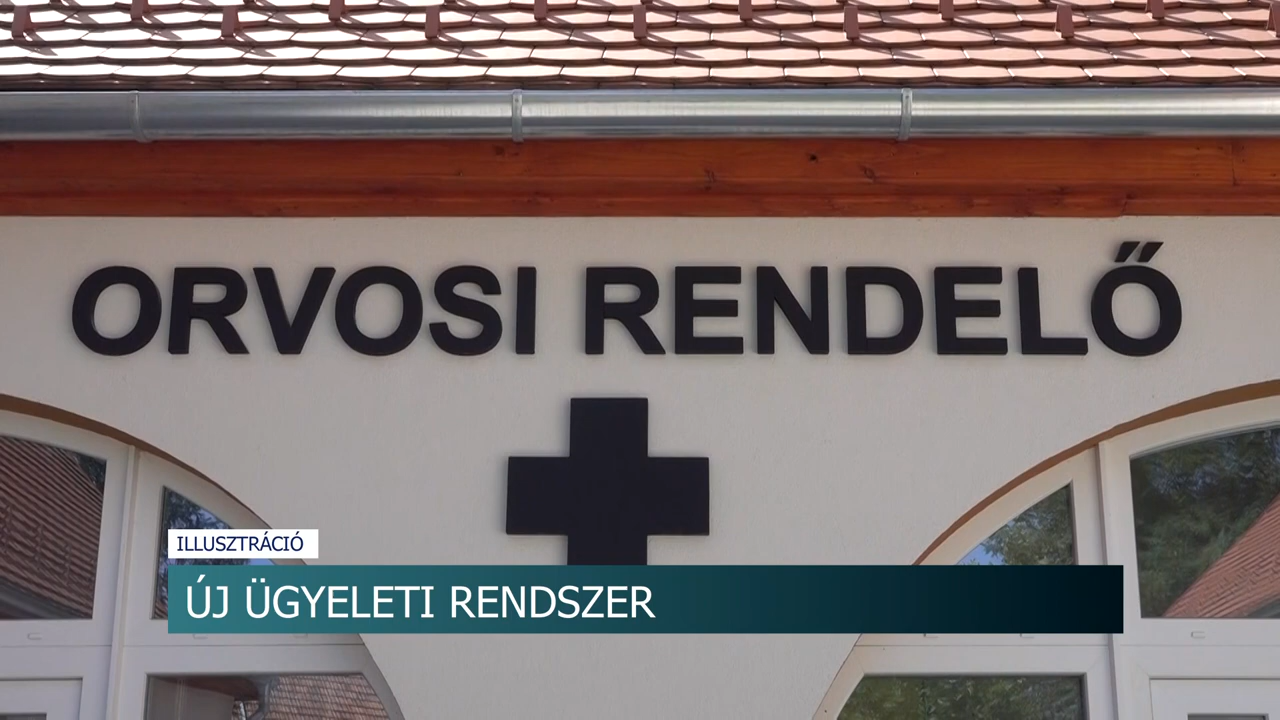 ORVOSI RENDELŐ
ILLUSZTRÁCIÓ
ÚJ ÜGYELETI RENDSZER